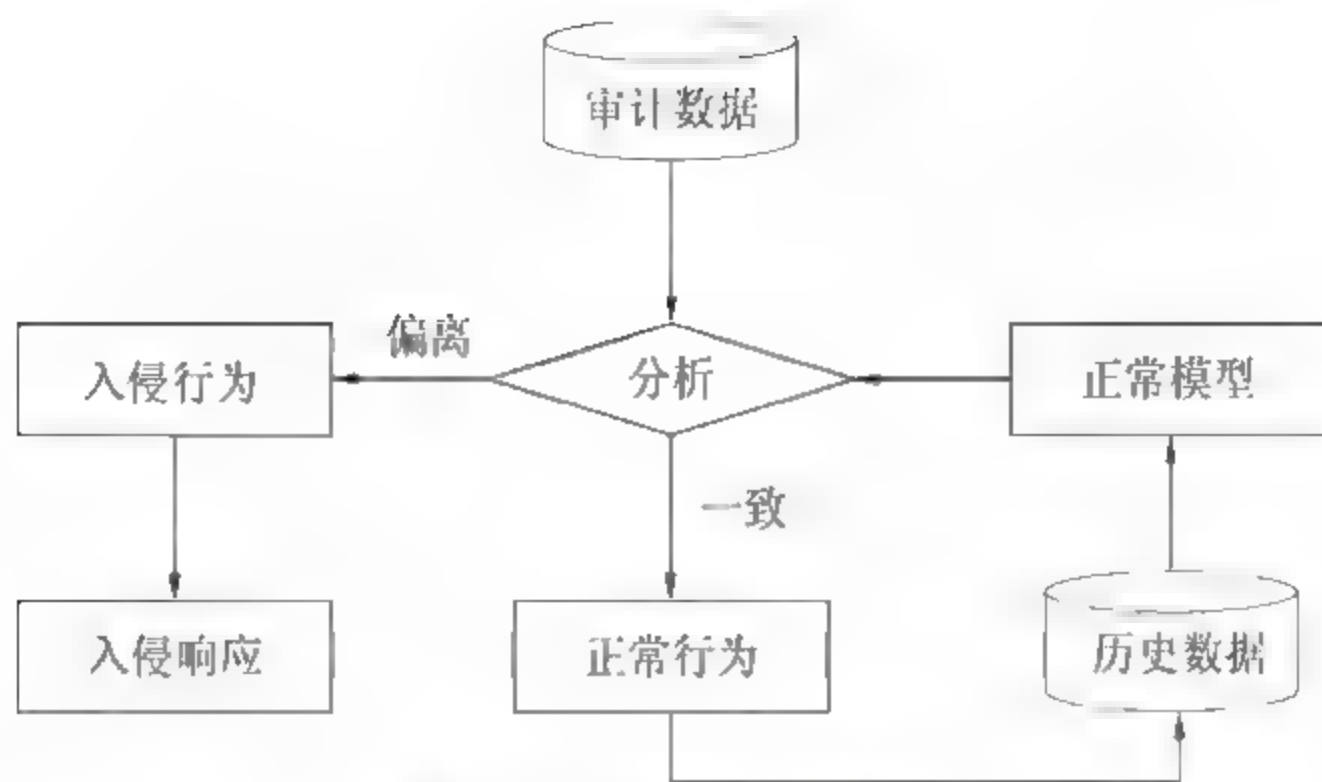 审计数据
偏离
入侵行为
分析
正常模型
一致
入侵响应
正常行为
历史数据